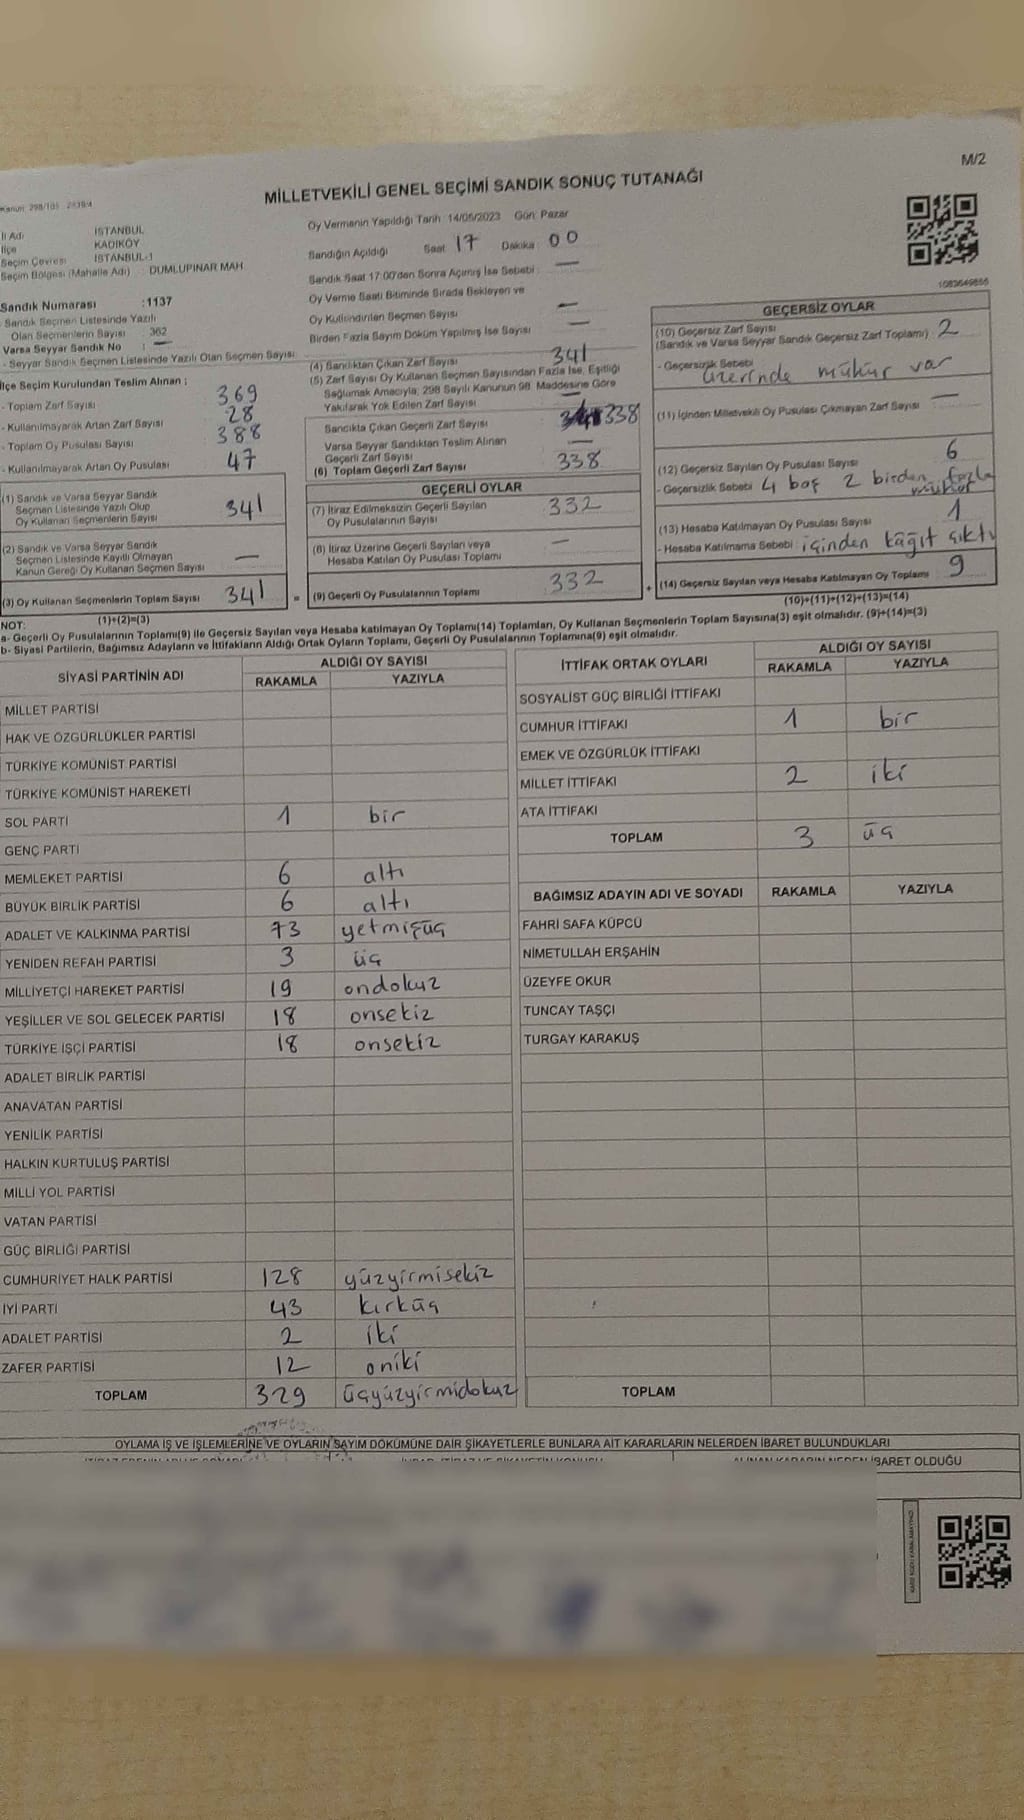 M/2
MİLLETVEKİLİ GENEL SEÇİMİ SANDIK SONUÇ TUTANAĞI
Kanun: 298/105 - 2839/4
İl Adı İSTANBUL
İlçe KADIKÖY
Seçim Çevresi İSTANBUL-1
Seçim Bölgesi (Mahalle Adı) : DUMLUPINAR MAH
Sandık Numarası :1137
- Sandık Seçmen Listesinde Yazılı
Olan Seçmenlerin Sayısı : 362
Varsa Seyyar Sandık No : —
- Seyyar Sandık Seçmen Listesinde Yazılı Olan Seçmen Sayısı
İlçe Seçim Kurulundan Teslim Alınan ;
- Toplam Zarf Sayısı 369
- Kullanılmayarak Artan Zarf Sayısı 28
- Toplam Oy Pusulası Sayısı 388
- Kullanılmayarak Artan Oy Pusulası 47
(1) Sandık ve Varsa Seyyar Sandık
Seçmen Listesinde Yazılı Olup
Oy Kullanan Seçmenlerin Sayısı 341
(2) Sandık ve Varsa Seyyar Sandık
Seçmen Listesinde Kayıtlı Olmayan
Kanun Gereği Oy Kullanan Seçmen Sayısı —
(3) Oy Kullanan Seçmenlerin Toplam Sayısı 341
(1)+(2)=(3)
Oy Vermenin Yapıldığı Tarih 14/05/2023 Gün: Pazar
Sandığın Açıldığı Saat 17 Dakika 00
Sandık Saat 17:00'den Sonra Açımış İse Sebebi : —
Oy Verme Saati Bitiminde Sırada Bekleyen ve
Oy Kullandırılan Seçmen Sayısı —
Birden Fazla Sayım Döküm Yapılmış İse Sayısı —
(4) Sandıktan Çıkan Zarf Sayısı 341
(5) Zarf Sayısı Oy Kullanan Seçmen Sayısından Fazla İse, Eşitliği
Sağlamak Amacıyla, 298 Sayılı Kanunun 98. Maddesine Göre
Yakılarak Yok Edilen Zarf Sayısı —
Sandıkta Çıkan Geçerli Zarf Sayısı 338
Varsa Seyyar Sandıktan Teslim Alınan
Geçerli Zarf Sayısı —
(6) Toplam Geçerli Zarf Sayısı 338
GEÇERLİ OYLAR
(7) İtiraz Edilmeksizin Geçerli Sayılan
Oy Pusulalarının Sayısı 332
(8) İtiraz Üzerine Geçerli Sayılan veya
Hesaba Katılan Oy Pusulası Toplamı —
= (9) Geçerli Oy Pusulalarının Toplamı 332 +
1083649866
GEÇERSİZ OYLAR
(10) Geçersiz Zarf Sayısı
(Sandık ve Varsa Seyyar Sandık Geçersiz Zarf Toplamı) 2
- Geçersizlik Sebebi
üzerinde mühür var
(11) İçinden Milletvekili Oy Pusulası Çıkmayan Zarf Sayısı —
(12) Geçersiz Sayılan Oy Pusulası Sayısı 6
- Geçersizlik Sebebi 4 boş 2 birden fazla
mühür
(13) Hesaba Katılmayan Oy Pusulası Sayısı 1
- Hesaba Katılmama Sebebi : içinden kağıt çıktı
(14) Geçersiz Sayılan veya Hesaba Katılmayan Oy Toplamı 9
(10)+(11)+(12)+(13)=(14)
NOT:
a- Geçerli Oy Pusulalarının Toplamı(9) ile Geçersiz Sayılan veya Hesaba katılmayan Oy Toplamı(14) Toplamları, Oy Kullanan Seçmenlerin Toplam Sayısına(3) eşit olmalıdır. (9)+(14)=(3)
b- Siyasi Partilerin, Bağımsız Adayların ve İttifakların Aldığı Ortak Oyların Toplamı, Geçerli Oy Pusulalarının Toplamına(9) eşit olmalıdır.
SİYASİ PARTİNİN ADI ALDIĞI OY SAYISI
RAKAMLA YAZIYLA
MİLLET PARTİSİ
HAK VE ÖZGÜRLÜKLER PARTİSİ
TÜRKİYE KOMÜNİST PARTİSİ
TÜRKİYE KOMÜNİST HAREKETİ
SOL PARTİ 1 bir
GENÇ PARTİ
MEMLEKET PARTİSİ 6 altı
BÜYÜK BİRLİK PARTİSİ 6 altı
ADALET VE KALKINMA PARTİSİ 73 yetmişüç
YENİDEN REFAH PARTİSİ 3 üç
MİLLİYETÇİ HAREKET PARTİSİ 19 ondokuz
YEŞİLLER VE SOL GELECEK PARTİSİ 18 onsekiz
TÜRKİYE İŞÇİ PARTİSİ 18 onsekiz
ADALET BİRLİK PARTİSİ
ANAVATAN PARTİSİ
YENİLİK PARTİSİ
HALKIN KURTULUŞ PARTİSİ
MİLLİ YOL PARTİSİ
VATAN PARTİSİ
GÜÇ BİRLİĞİ PARTİSİ
CUMHURİYET HALK PARTİSİ 128 yüzyirmisekiz
İYİ PARTİ 43 kırküç
ADALET PARTİSİ 2 iki
ZAFER PARTİSİ 12 oniki
TOPLAM 329 üçyüzyirmidokuz
İTTİFAK ORTAK OYLARI ALDIĞI OY SAYISI
RAKAMLA YAZIYLA
SOSYALİST GÜÇ BİRLİĞİ İTTİFAKI
CUMHUR İTTİFAKI 1 bir
EMEK VE ÖZGÜRLÜK İTTİFAKI
MİLLET İTTİFAKI 2 iki
ATA İTTİFAKI
TOPLAM 3 üç
BAĞIMSIZ ADAYIN ADI VE SOYADI RAKAMLA YAZIYLA
FAHRİ SAFA KÜPCÜ
NİMETULLAH ERŞAHİN
ÜZEYFE OKUR
TUNCAY TAŞÇI
TURGAY KARAKUŞ
TOPLAM
OYLAMA İŞ VE İŞLEMLERİNE VE OYLARIN SAYIM DÖKÜMÜNE DAİR ŞİKAYETLERLE BUNLARA AİT KARARLARIN NELERDEN İBARET BULUNDUKLARI
ALINAN KARARIN NEDEN İBARET OLDUĞU